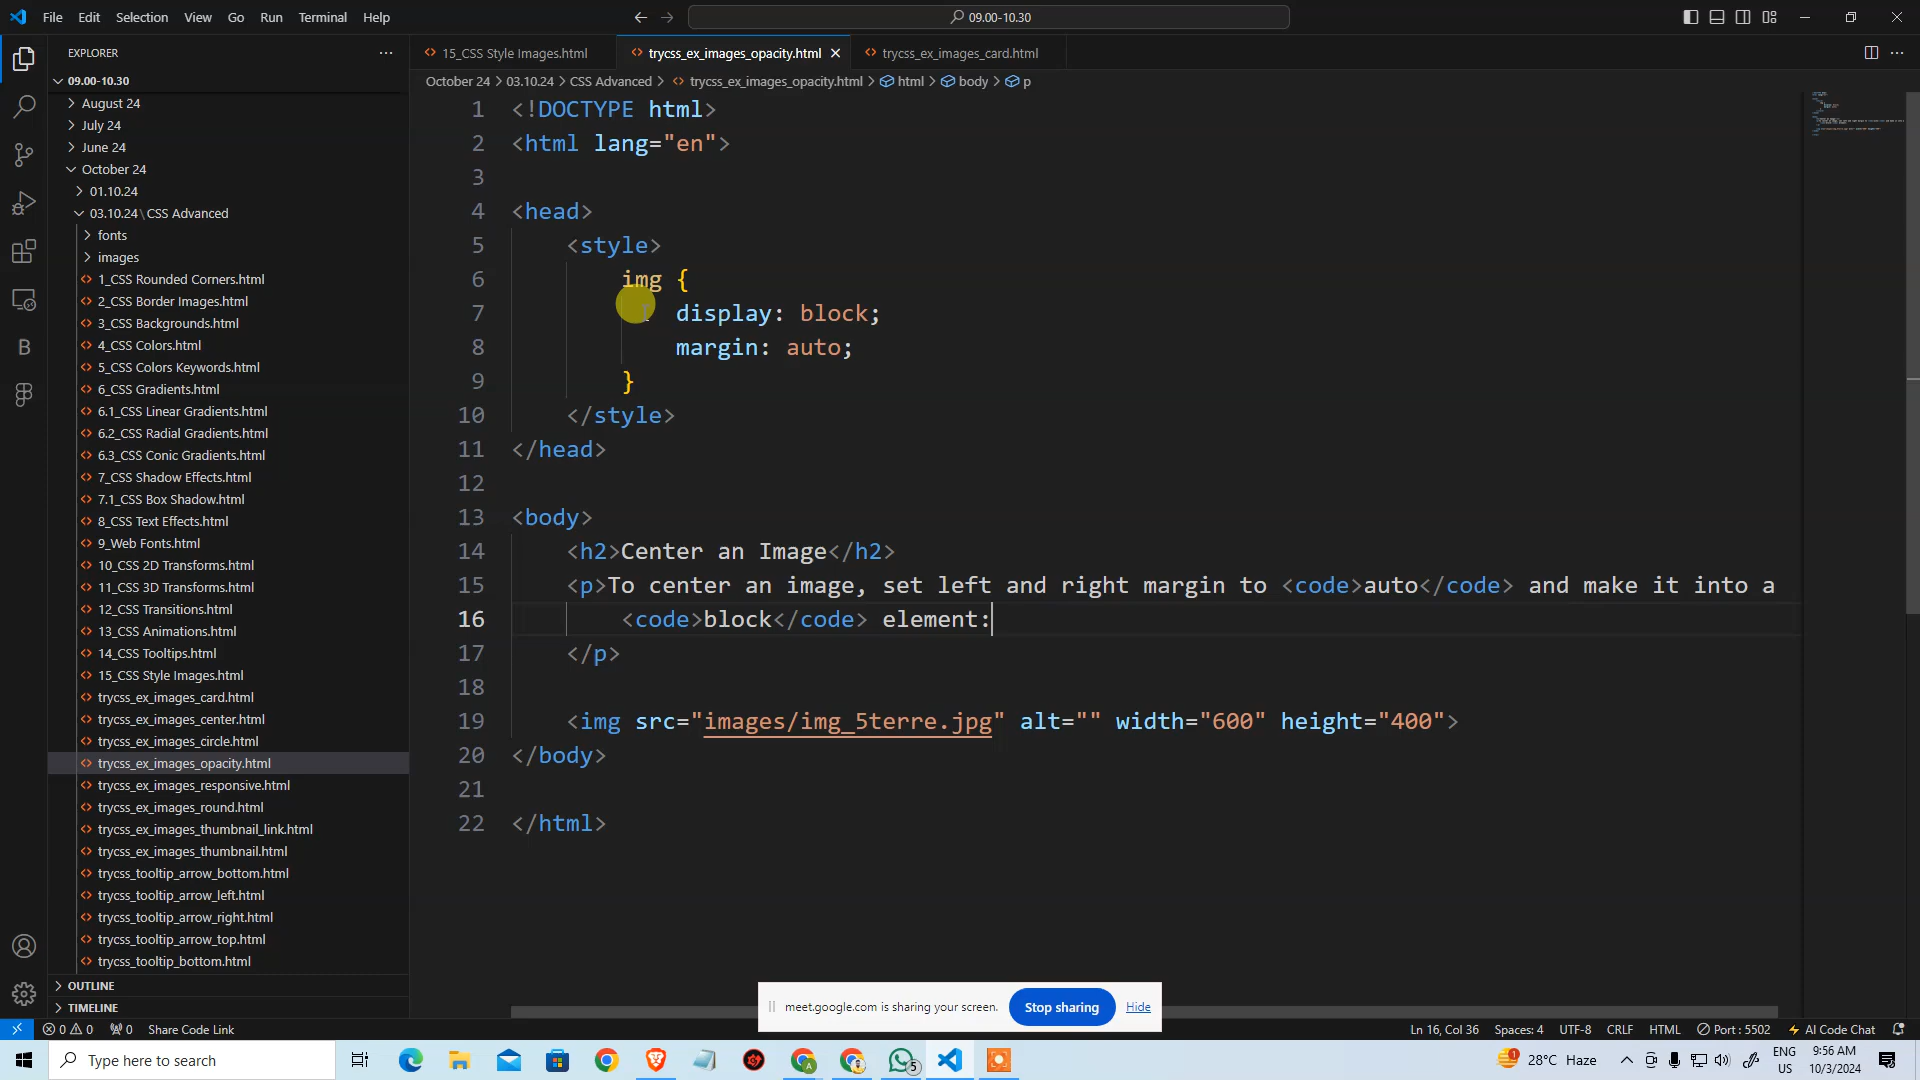 File Edit Selection View Go Run Terminal Help
09.00-10.30
EXPLORER
15_CSS Style Images.html
trycss_ex_images_opacity.html
trycss_ex_images_card.html
October 24 > 03.10.24 > CSS Advanced > trycss_ex_images_opacity.html > html > body > p
09.00-10.30
August 24
July 24
June 24
October 24
01.10.24
03.10.24\CSS Advanced
fonts
images
1_CSS Rounded Corners.html
2_CSS Border Images.html
3_CSS Backgrounds.html
4_CSS Colors.html
5_CSS Colors Keywords.html
6_CSS Gradients.html
6.1_CSS Linear Gradients.html
6.2_CSS Radial Gradients.html
6.3_CSS Conic Gradients.html
7_CSS Shadow Effects.html
7.1_CSS Box Shadow.html
8_CSS Text Effects.html
9_Web Fonts.html
10_CSS 2D Transforms.html
11_CSS 3D Transforms.html
12_CSS Transitions.html
13_CSS Animations.html
14_CSS Tooltips.html
15_CSS Style Images.html
trycss_ex_images_card.html
trycss_ex_images_center.html
trycss_ex_images_circle.html
trycss_ex_images_opacity.html
trycss_ex_images_responsive.html
trycss_ex_images_round.html
trycss_ex_images_thumbnail_link.html
trycss_ex_images_thumbnail.html
trycss_tooltip_arrow_bottom.html
trycss_tooltip_arrow_left.html
trycss_tooltip_arrow_right.html
trycss_tooltip_arrow_top.html
trycss_tooltip_bottom.html
OUTLINE
TIMELINE
1 <!DOCTYPE html>
2 <html lang="en">
3
4 <head>
5 <style>
6 img {
7 display: block;
8 margin: auto;
9 }
10 </style>
11 </head>
12
13 <body>
14 <h2>Center an Image</h2>
15 <p>To center an image, set left and right margin to <code>auto</code> and make it into a
16 <code>block</code> element:
17 </p>
18
19 <img src="images/img_5terre.jpg" alt="" width="600" height="400">
20 </body>
21
22 </html>
meet.google.com is sharing your screen. Stop sharing Hide
0 0 0 Share Code Link
Ln 16, Col 36 Spaces: 4 UTF-8 CRLF HTML Port : 5502 AI Code Chat
Type here to search
5
1 28°C Haze
ENG US
9:56 AM
10/3/2024